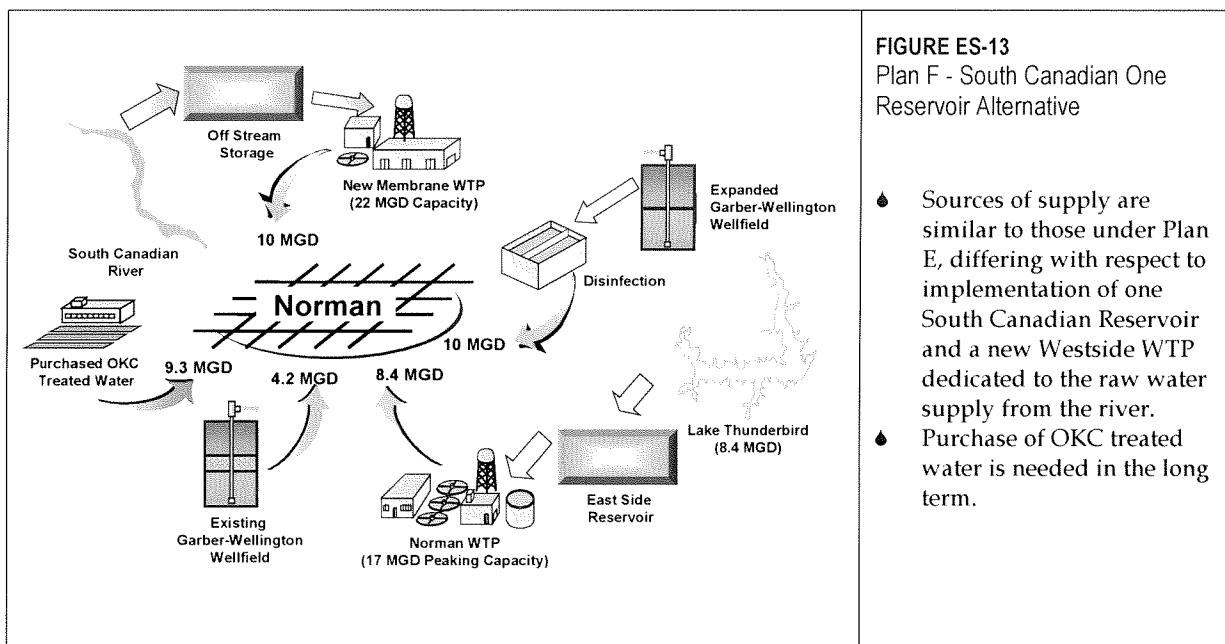 Off Stream
Storage
New Membrane WTP
(22 MGD Capacity)
10 MGD
South Canadian
River
Expanded
Garber-Wellington
Wellfield
Disinfection
Norman
10 MGD
Purchased OKC
Treated Water
9.3 MGD
4.2 MGD
8.4 MGD
Lake Thunderbird
(8.4 MGD)
East Side
Reservoir
Existing
Garber-Wellington
Wellfield
Norman WTP
(17 MGD Peaking Capacity)
FIGURE ES-13
Plan F - South Canadian One
Reservoir Alternative
Sources of supply are
similar to those under Plan
E, differing with respect to
implementation of one
South Canadian Reservoir
and a new Westside WTP
dedicated to the raw water
supply from the river.
Purchase of OKC treated
water is needed in the long
term.